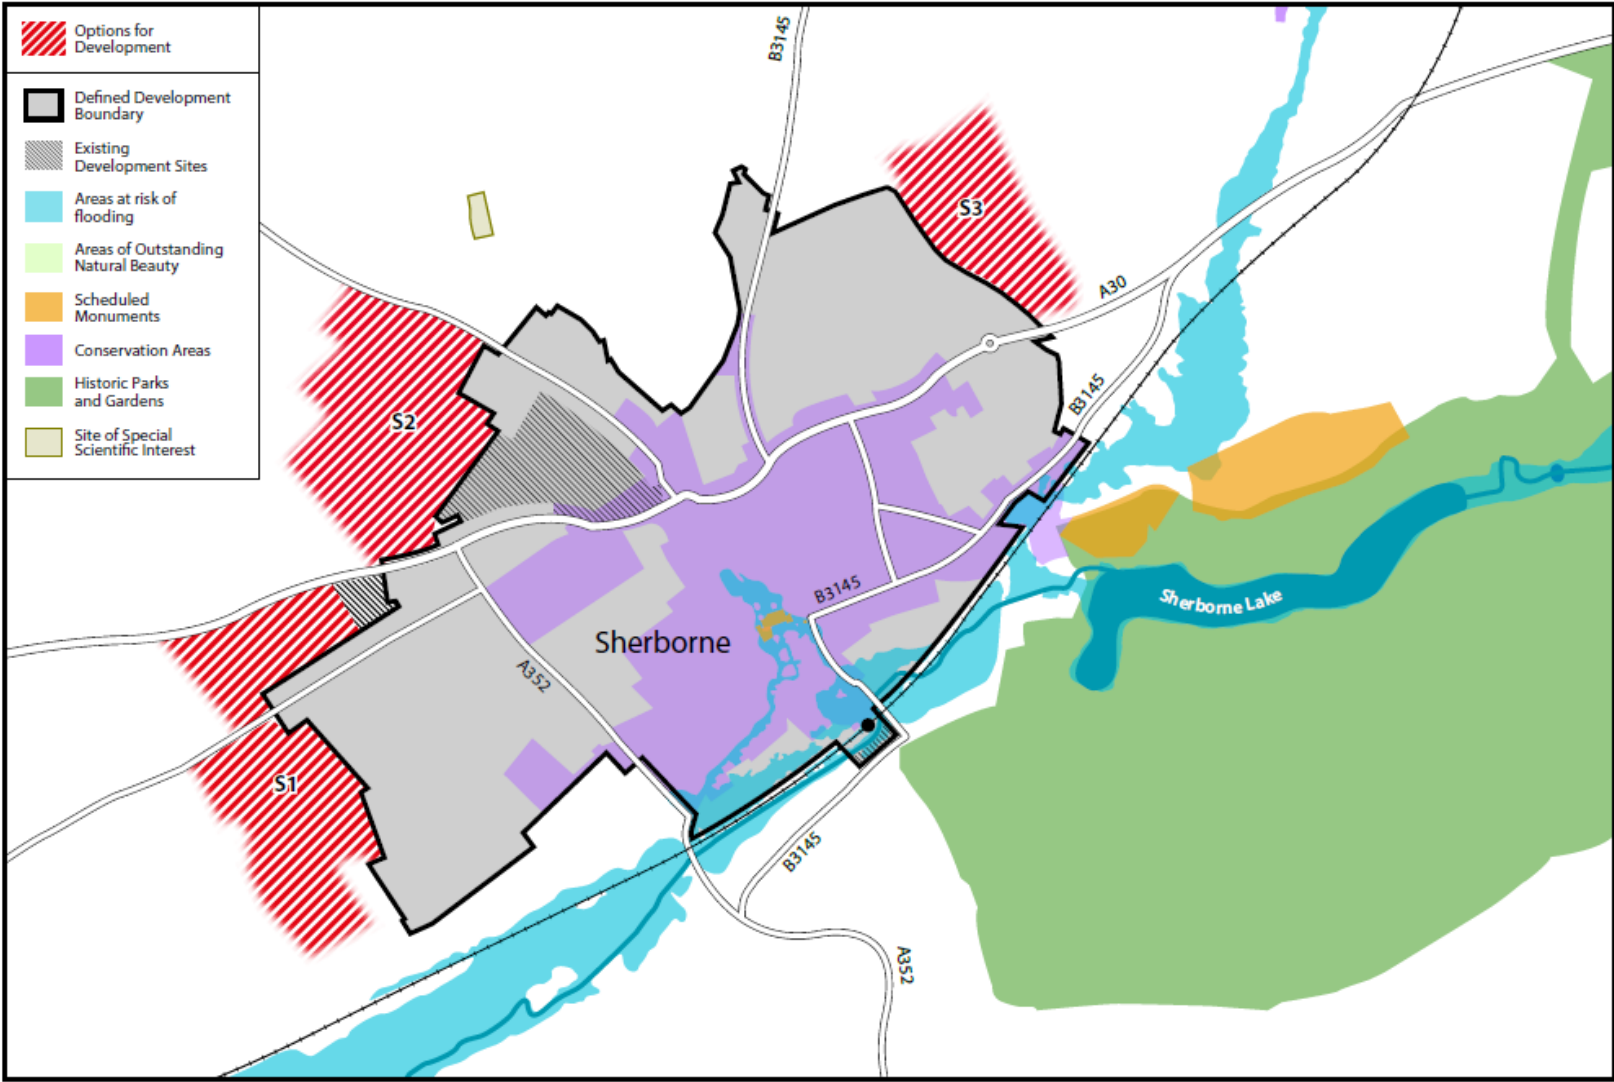 Options for
Development
Defined Development
Boundary
Existing
Development Sites
Areas at risk of
flooding
Areas of Outstanding
Natural Beauty
Scheduled
Monuments
Conservation Areas
Historic Parks
and Gardens
Site of Special
Scientific Interest
B3145
S3
A30
B3145
S2
B3145
Sherborne Lake
Sherborne
A352
S1
B3145
A352